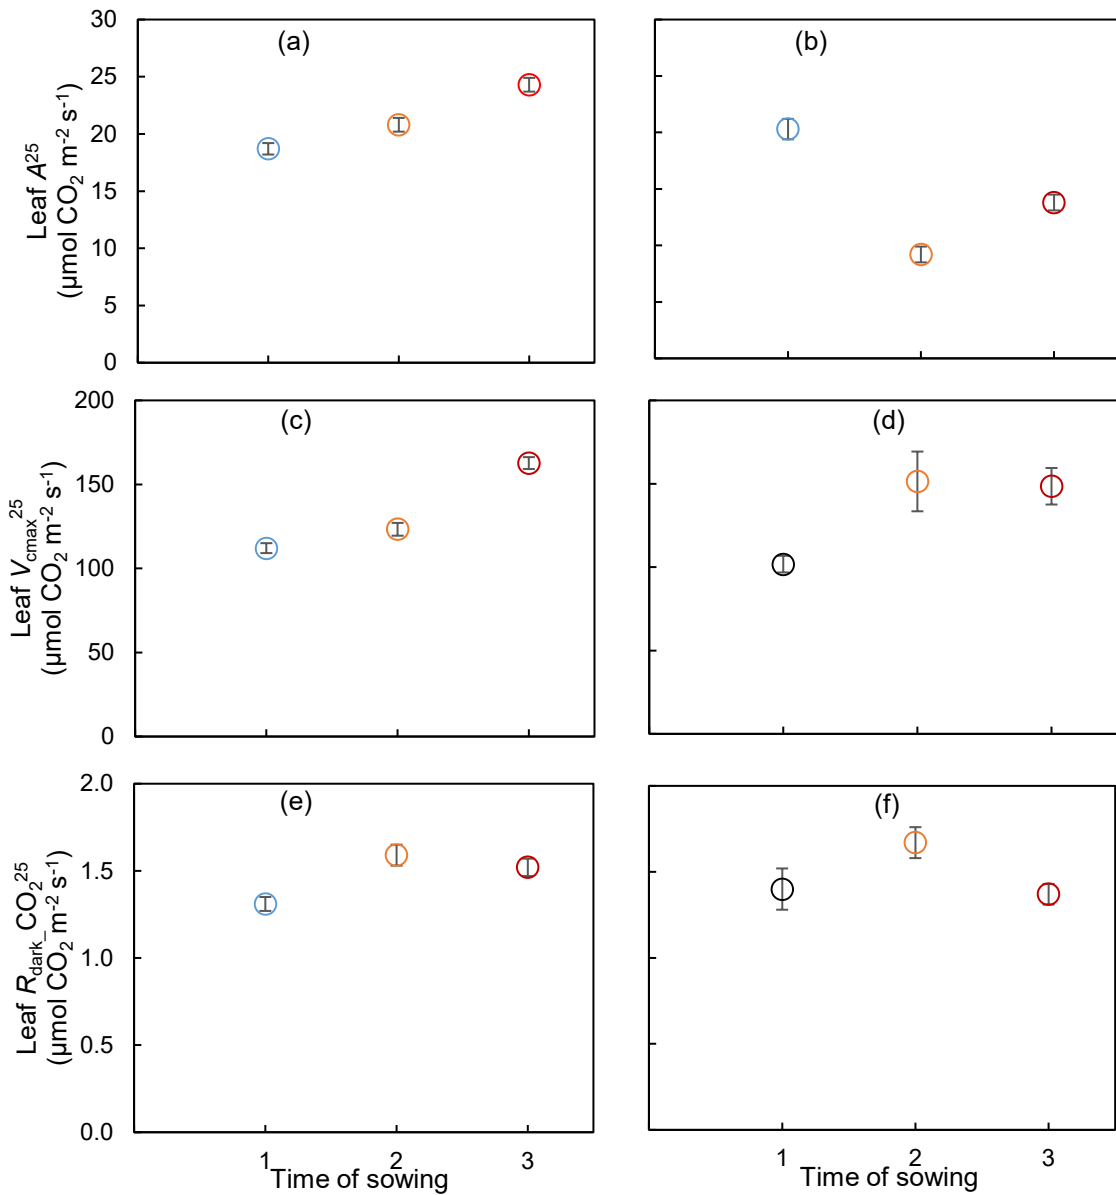 (a)
(b)
30
25
20
15
10
5
0
Leaf A²⁵
(µmol CO₂ m⁻² s⁻¹)
(c)
(d)
200
150
100
50
0
Leaf V_cmax²⁵
(µmol CO₂ m⁻² s⁻¹)
(e)
(f)
2.0
1.5
1.0
0.5
0.0
Leaf R_dark_CO₂²⁵
(µmol CO₂ m⁻² s⁻¹)
1 2 3
Time of sowing
1 2 3
Time of sowing